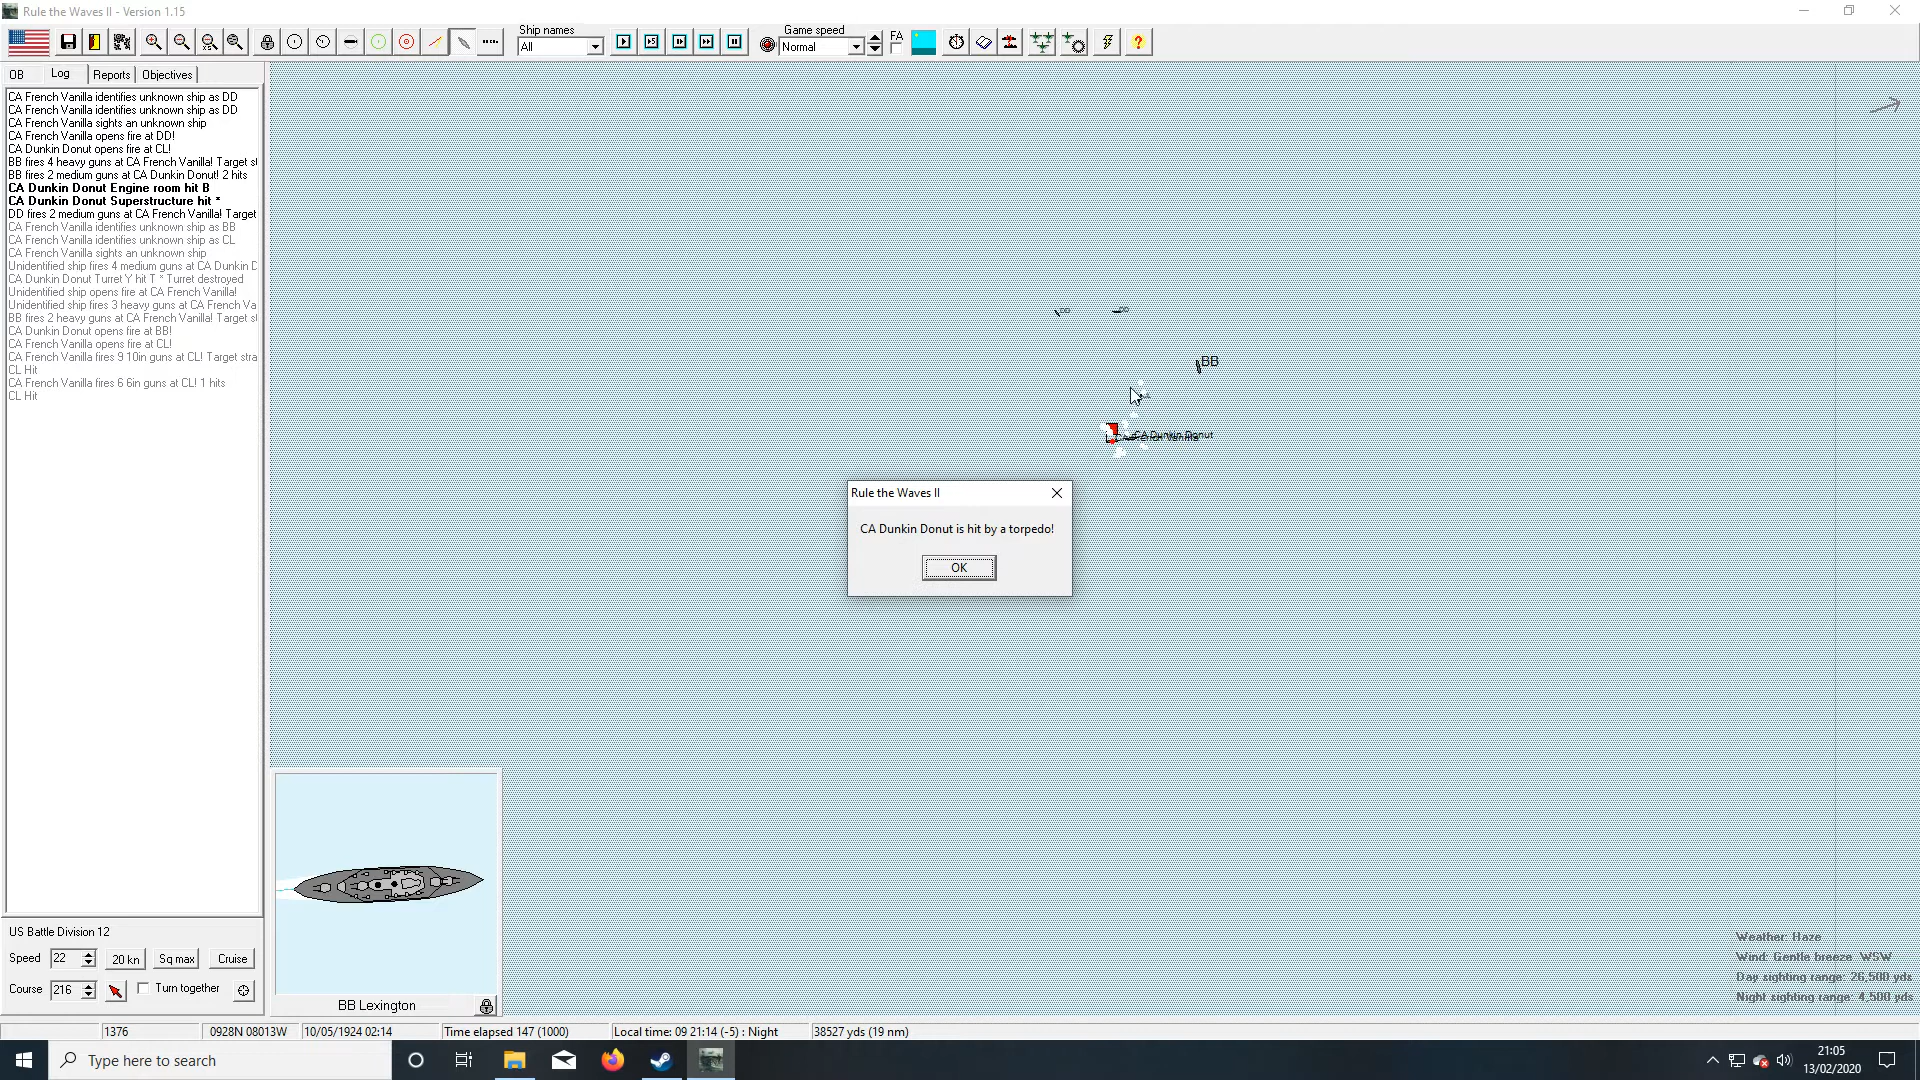 Rule the Waves II - Version 1.15
Ship names
All
Game speed
Normal
FA
OB
Log
Reports
Objectives
CA French Vanilla identifies unknown ship as DD
CA French Vanilla identifies unknown ship as DD
CA French Vanilla sights an unknown ship
CA French Vanilla opens fire at DD!
CA Dunkin Donut opens fire at CL!
BB fires 4 heavy guns at CA French Vanilla! Target st
BB fires 2 medium guns at CA Dunkin Donut! 2 hits
CA Dunkin Donut Engine room hit B
CA Dunkin Donut Superstructure hit *
DD fires 2 medium guns at CA French Vanilla! Target
CA French Vanilla identifies unknown ship as BB
CA French Vanilla identifies unknown ship as CL
CA French Vanilla sights an unknown ship
Unidentified ship fires 4 medium guns at CA Dunkin D
CA Dunkin Donut Turret Y hit T * Turret destroyed
Unidentified ship opens fire at CA French Vanilla!
Unidentified ship fires 3 heavy guns at CA French Va
BB fires 2 heavy guns at CA French Vanilla! Target st
CA Dunkin Donut opens fire at BB!
CA French Vanilla opens fire at CL!
CA French Vanilla fires 9 10in guns at CL! Target stra
CL Hit
CA French Vanilla fires 6 6in guns at CL! 1 hits
CL Hit
DD
DD
BB
CA Dunkin Donut
CA French Vanilla
Rule the Waves II
CA Dunkin Donut is hit by a torpedo!
OK
US Battle Division 12
Speed 22 20 kn Sq max Cruise
Course 216 Turn together
BB Lexington
Weather: Haze
Wind: Gentle breeze WSW
Day sighting range: 26,500 yds
Night sighting range: 4,500 yds
1376
0928N 08013W
10/05/1924 02:14
Time elapsed 147 (1000)
Local time: 09 21:14 (-5) : Night
38527 yds (19 nm)
Type here to search
21:05
13/02/2020